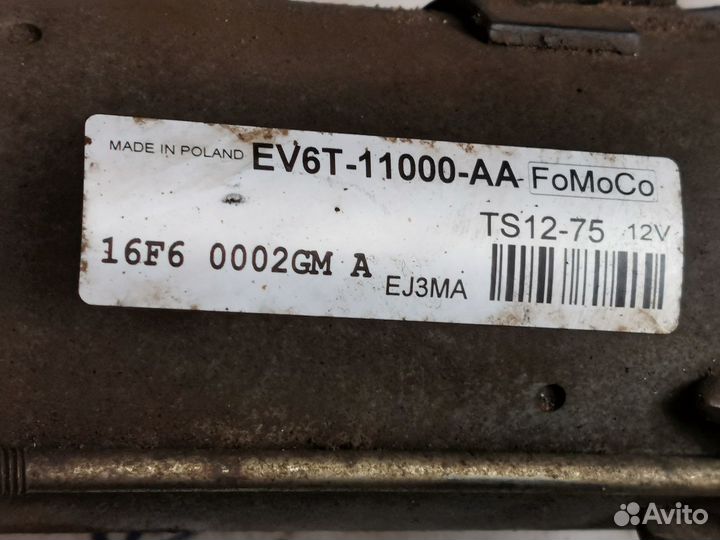 MADE IN POLAND EV6T-11000-AA FoMoCo
TS12-75 12V
16F6 0002GM A
EJ3MA
Avito